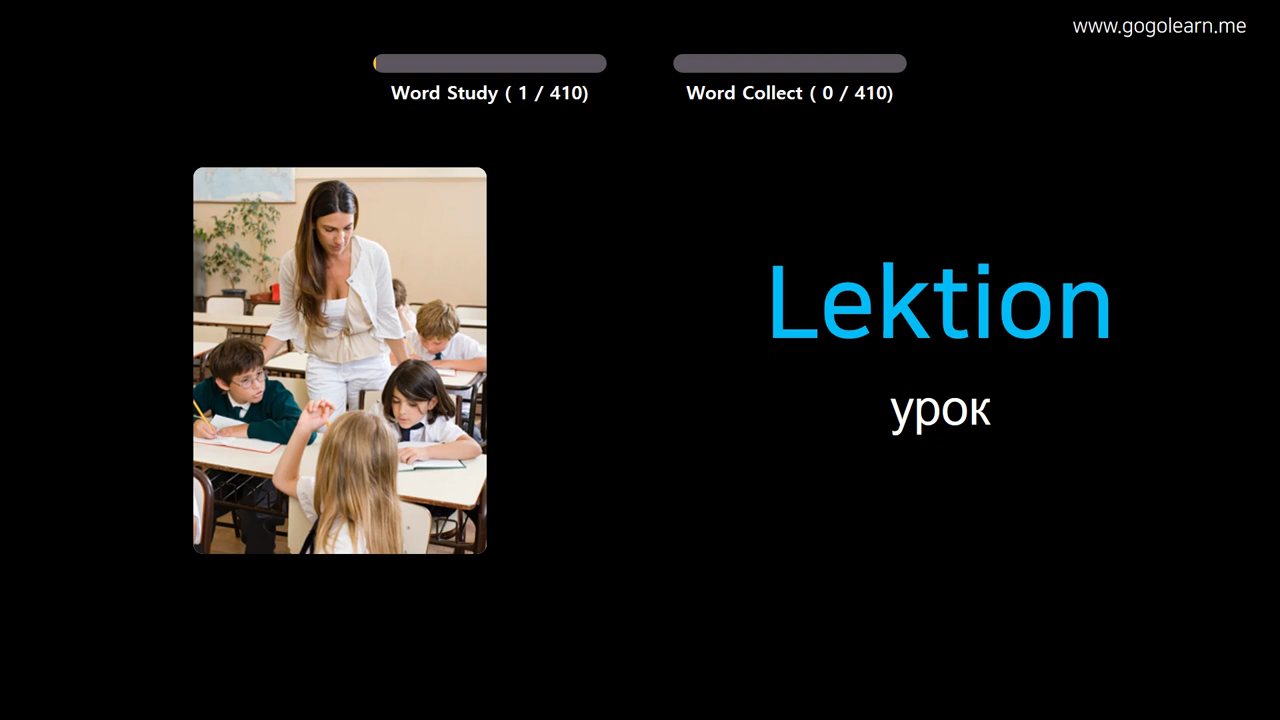 www.gogolearn.me
Word Study ( 1 / 410)
Word Collect ( 0 / 410)
Lektion
урок